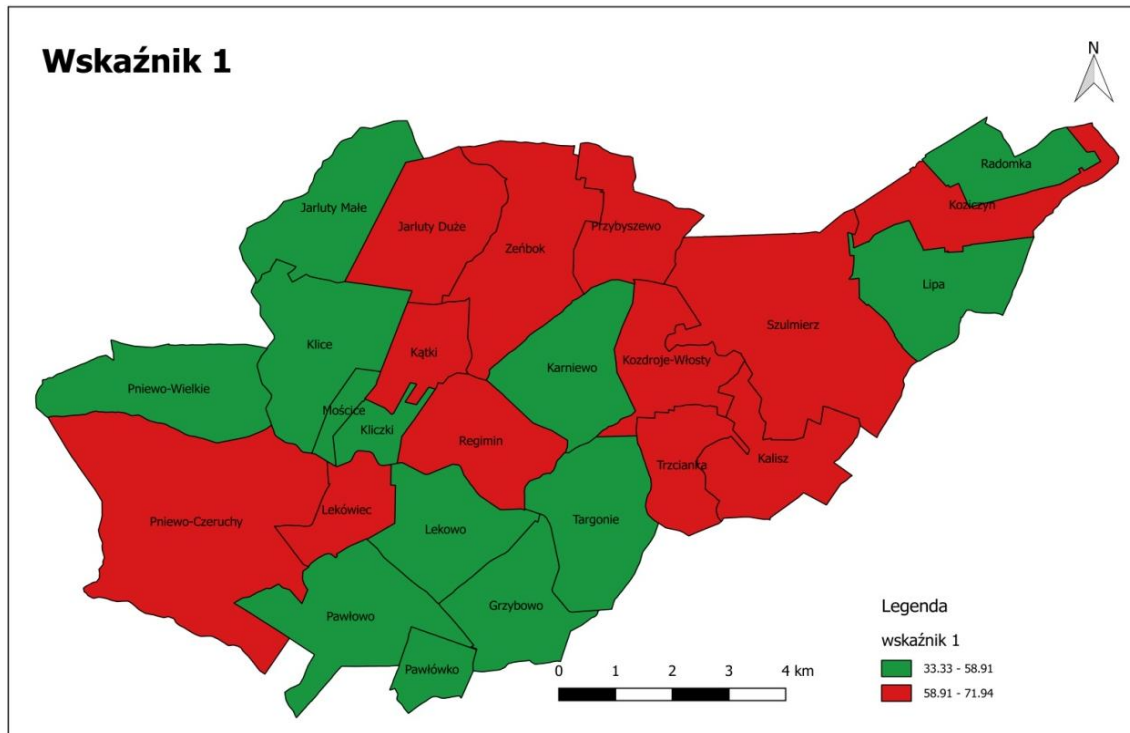 Wskaźnik 1
N
Radomka
Koziczyn
Jarluty Małe
Jarluty Duże
Przybyszewo
Zeńbok
Lipa
Szulmierz
Klice
Kątki
Kozdroje-Włosty
Karniewo
Pniewo-Wielkie
Mościce
Kliczki
Regimin
Kalisz
Trzcianka
Lekówiec
Pniewo-Czeruchy
Lekowo
Targonie
Grzybowo
Pawłowo
Pawłówko
Legenda
wskaźnik 1
33.33 - 58.91
58.91 - 71.94
0 1 2 3 4 km